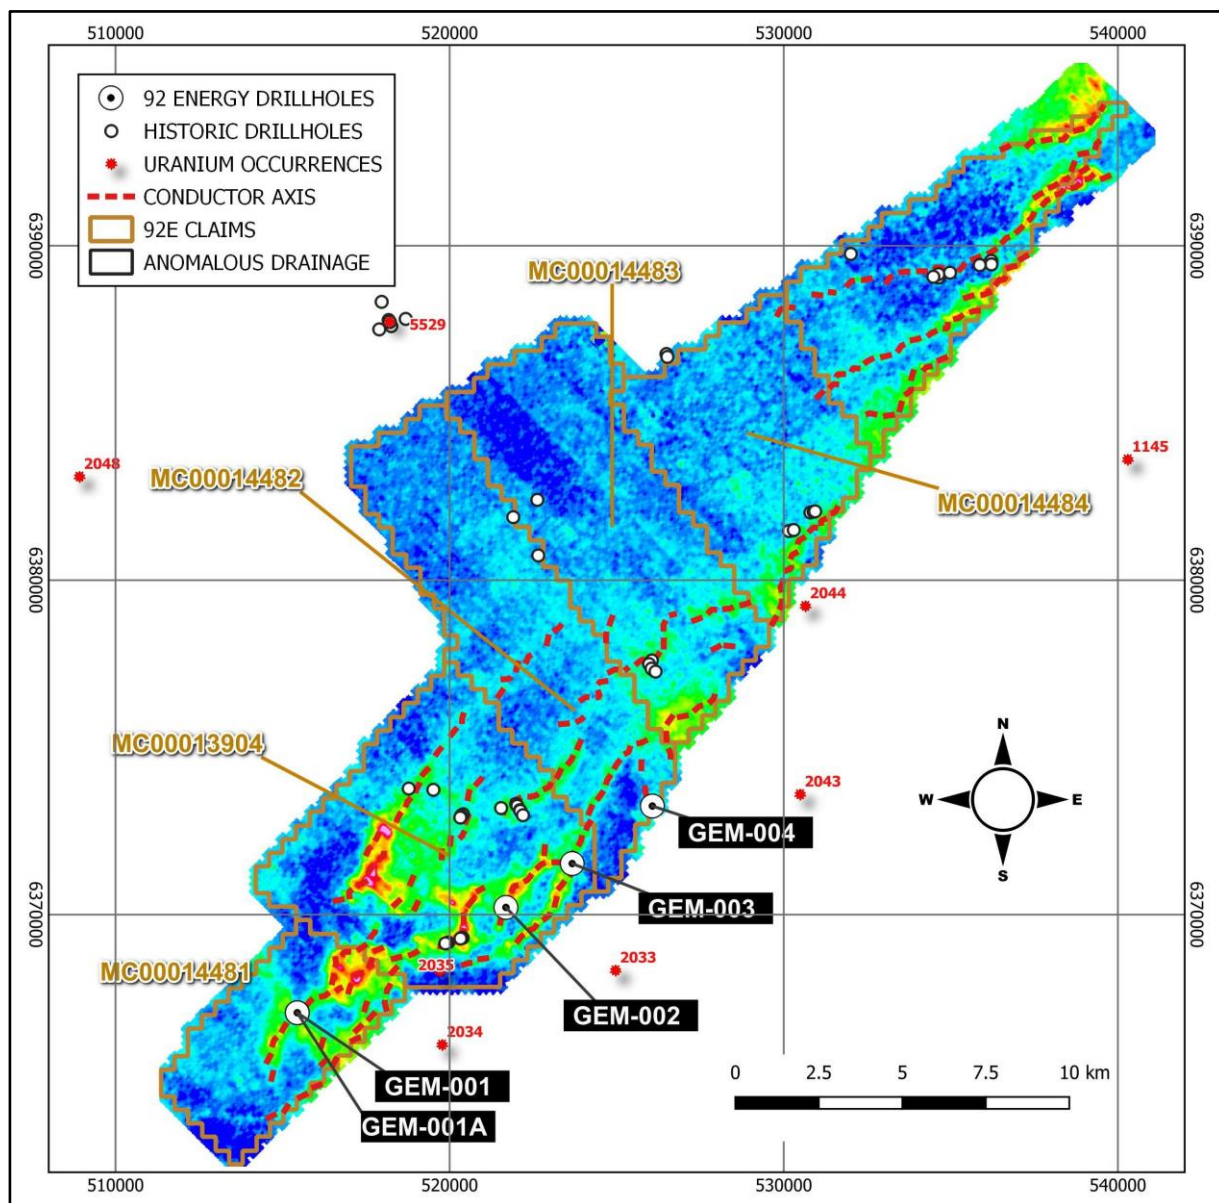 510000
520000
530000
540000
92 ENERGY DRILLHOLES
HISTORIC DRILLHOLES
URANIUM OCCURRENCES
CONDUCTOR AXIS
92E CLAIMS
ANOMALOUS DRAINAGE
6390000
6390000
MC00014483
5529
2048
MC00014482
1145
MC00014484
6380000
6380000
2044
MC00013904
2043
N
W
E
S
GEM-004
GEM-003
6370000
6370000
MC00014481
2035
2033
GEM-002
2034
GEM-001
GEM-001A
0
2.5
5
7.5
10 km
510000
520000
530000
540000